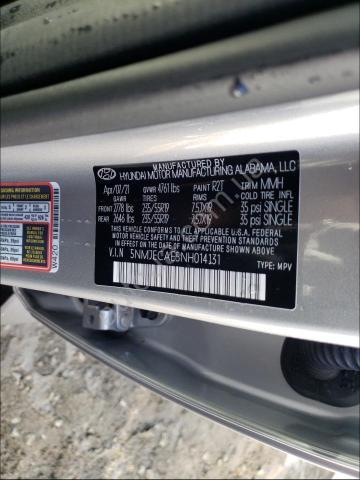 MANUFACTURED BY
HYUNDAI MOTOR MANUFACTURING ALABAMA, LLC
Apr/07/21 GVWR 4761 lbs PAINT R2T TRIM MMH
GAWR TIRES RIMS COLD TIRE INFL.
FRONT 2778 lbs 235/55R19 7.5JX19 35 psi SINGLE
REAR 2646 lbs 235/55R19 7.5JX19 35 psi SINGLE
THIS VEHICLE CONFORMS TO ALL APPLICABLE U.S.A. FEDERAL
MOTOR VEHICLE SAFETY, BUMPER, AND THEFT PREVENTION STANDARDS
IN EFFECT ON THE DATE OF MANUFACTURE SHOWN ABOVE.
V.I.N 5NMJECAE8NH014131
TYPE: MPV